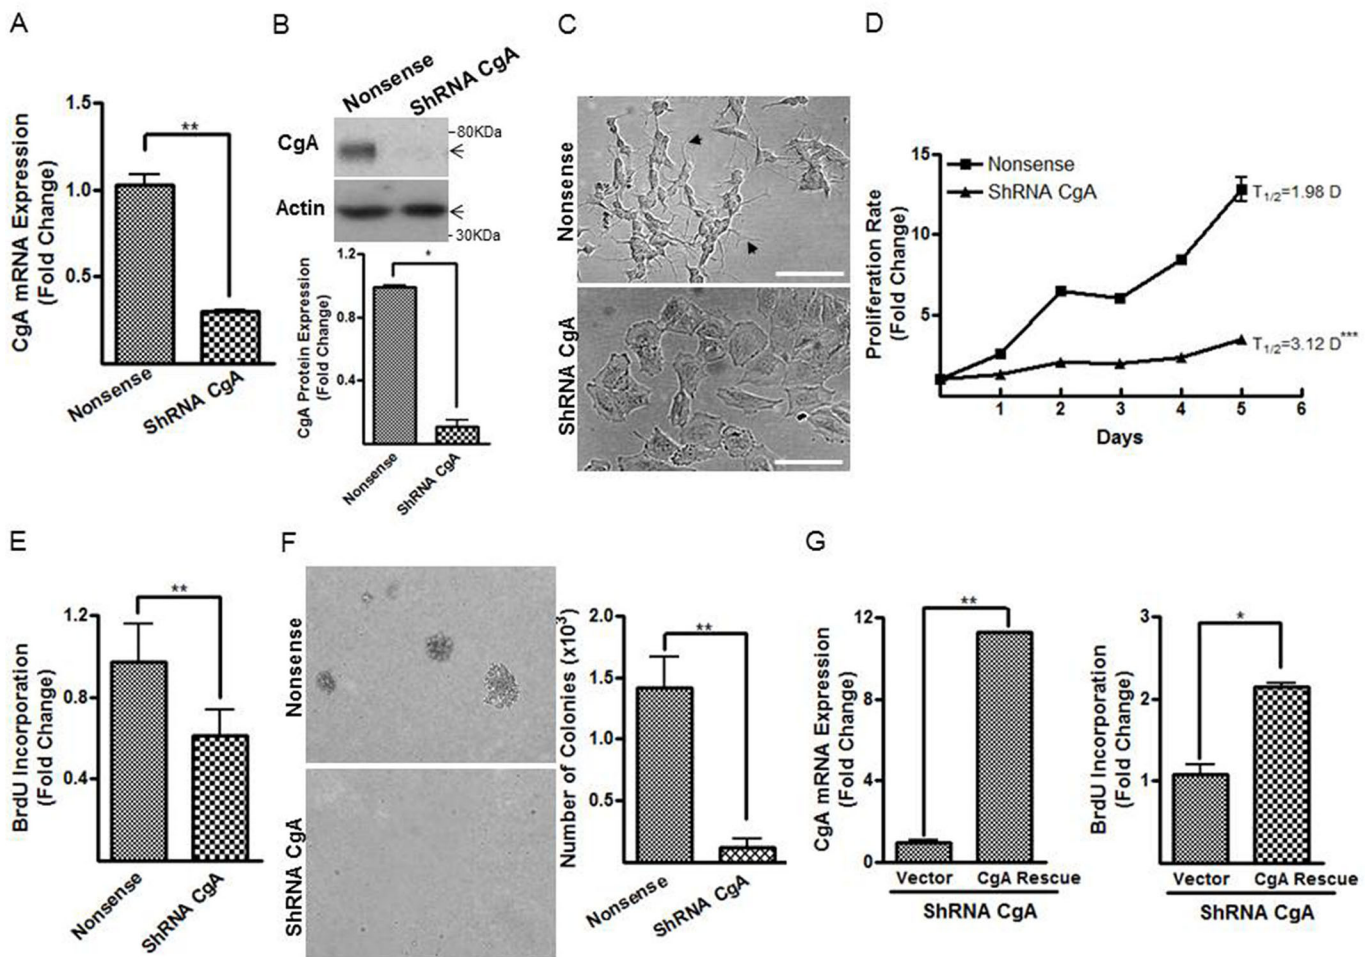 A
CgA mRNA Expression
(Fold Change)
1.5
1.0
0.5
**
Nonsense
ShRNA CgA
B
Nonsense
ShRNA CgA
CgA
80KDa
Actin
30KDa
CgA Protein Expression
(Fold Change)
1.2
0.8
0.4
*
Nonsense
ShRNA CgA
C
Nonsense
ShRNA CgA
D
Proliferation Rate
(Fold Change)
15
10
5
Nonsense
ShRNA CgA
T1/2=1.98 D
T1/2=3.12 D***
1 2 3 4 5 6
Days
E
BrdU Incorporation
(Fold Change)
1.2
0.8
0.4
**
Nonsense
ShRNA CgA
F
Nonsense
ShRNA CgA
Number of Colonies (x10³)
2.0
1.5
1.0
0.5
**
Nonsense
ShRNA CgA
G
CgA mRNA Expression
(Fold Change)
12
8
4
0
**
Vector CgA Rescue
ShRNA CgA
BrdU Incorporation
(Fold Change)
3
2
1
*
Vector CgA Rescue
ShRNA CgA